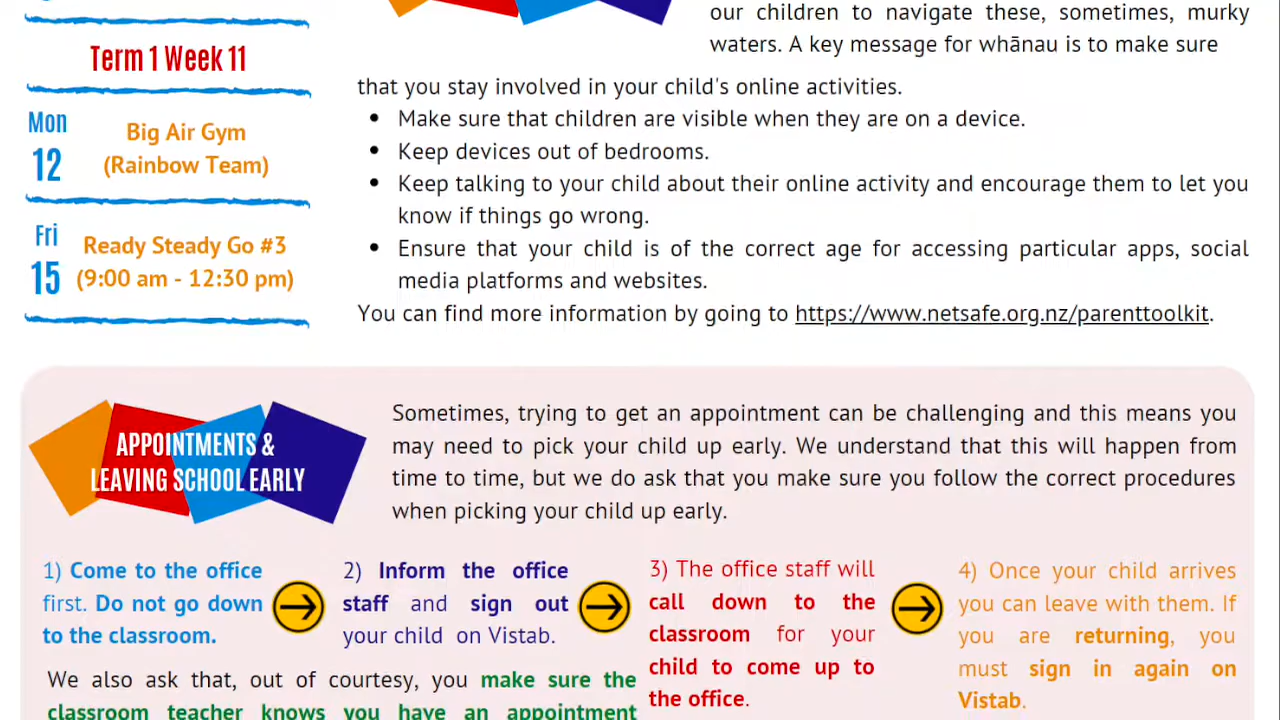 Term 1 Week 11
Mon
12
Big Air Gym
(Rainbow Team)
Fri
15
Ready Steady Go #3
(9:00 am - 12:30 pm)
our children to navigate these, sometimes, murky
waters. A key message for whānau is to make sure
that you stay involved in your child's online activities.
• Make sure that children are visible when they are on a device.
• Keep devices out of bedrooms.
• Keep talking to your child about their online activity and encourage them to let you
know if things go wrong.
• Ensure that your child is of the correct age for accessing particular apps, social
media platforms and websites.
You can find more information by going to https://www.netsafe.org.nz/parenttoolkit.
APPOINTMENTS &
LEAVING SCHOOL EARLY
Sometimes, trying to get an appointment can be challenging and this means you
may need to pick your child up early. We understand that this will happen from
time to time, but we do ask that you make sure you follow the correct procedures
when picking your child up early.
1) Come to the office
first. Do not go down
to the classroom.
2) Inform the office
staff and sign out
your child on Vistab.
3) The office staff will
call down to the
classroom for your
child to come up to
the office.
4) Once your child arrives
you can leave with them. If
you are returning, you
must sign in again on
Vistab.
We also ask that, out of courtesy, you make sure the
classroom teacher knows you have an appointment